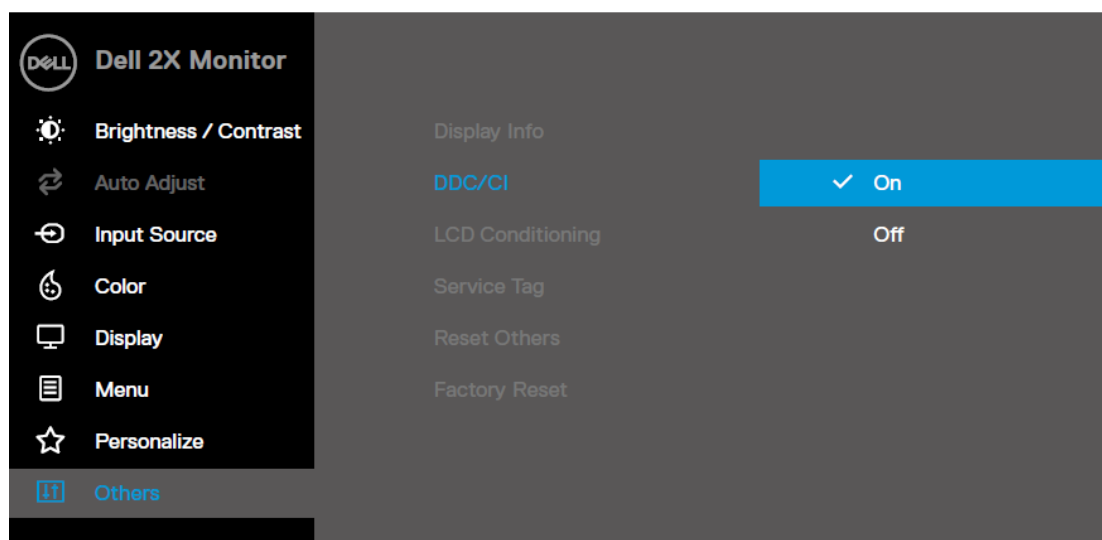 DELL
Dell 2X Monitor
Brightness / Contrast
Display Info
Auto Adjust
DDC/CI
On
Input Source
LCD Conditioning
Off
Color
Service Tag
Display
Reset Others
Menu
Factory Reset
Personalize
Others